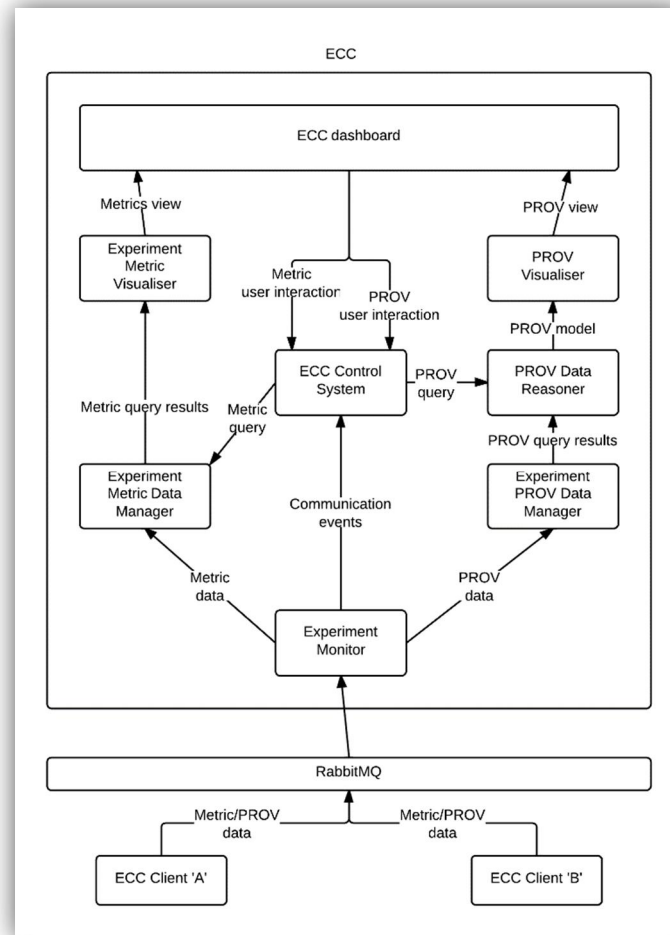 ECC
ECC dashboard
Metrics view
PROV view
Experiment
Metric
Visualiser
PROV
Visualiser
Metric
user interaction
PROV
user interaction
PROV model
ECC Control
System
PROV
query
PROV Data
Reasoner
Metric query results
Metric
query
PROV query results
Experiment
Metric Data
Manager
Experiment
PROV Data
Manager
Communication
events
Metric
data
PROV
data
Experiment
Monitor
RabbitMQ
Metric/PROV
data
Metric/PROV
data
ECC Client 'A'
ECC Client 'B'